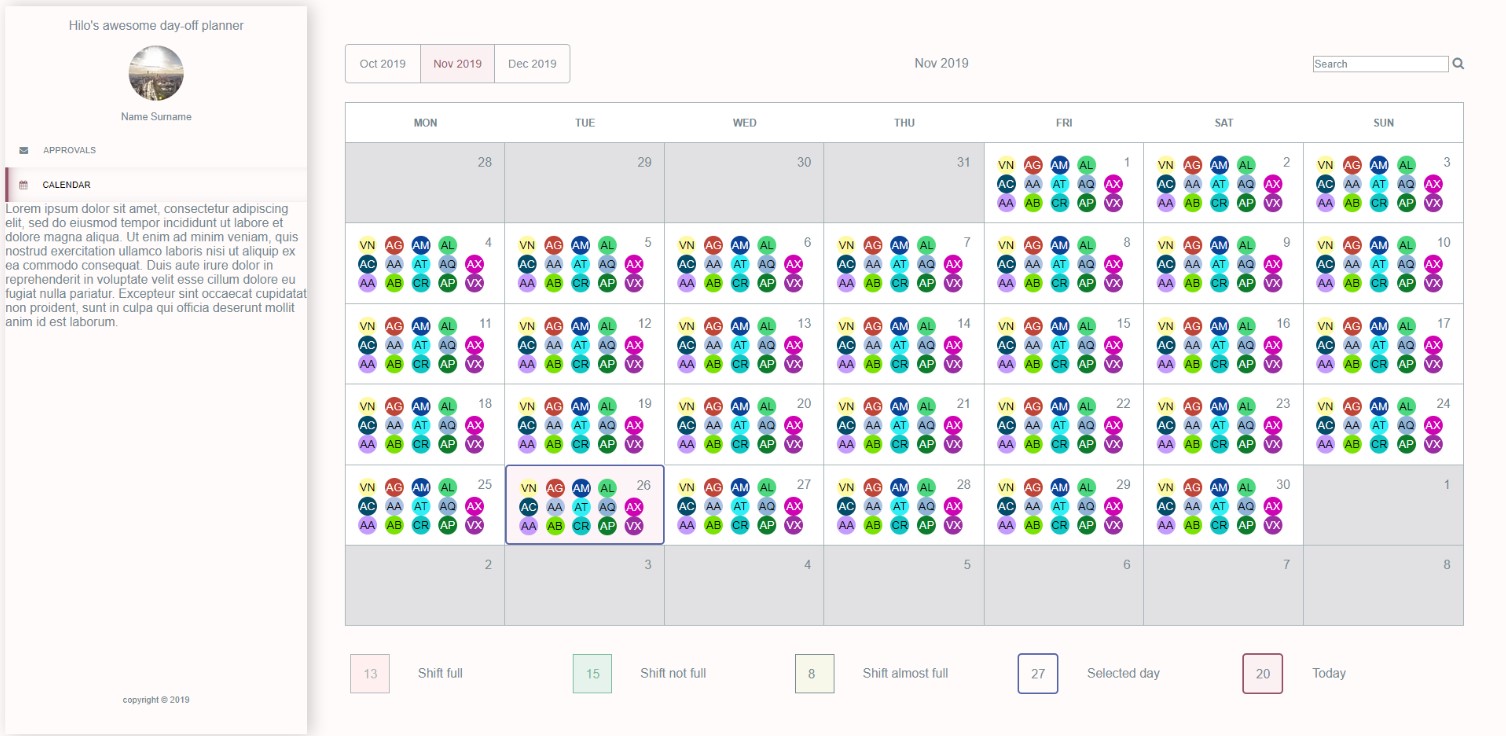 Hilo's awesome day-off planner
Name Surname
APPROVALS
CALENDAR
Lorem ipsum dolor sit amet, consectetur adipiscing
elit, sed do eiusmod tempor incididunt ut labore et
dolore magna aliqua. Ut enim ad minim veniam, quis
nostrud exercitation ullamco laboris nisi ut aliquip ex
ea commodo consequat. Duis aute irure dolor in
reprehenderit in voluptate velit esse cillum dolore eu
fugiat nulla pariatur. Excepteur sint occaecat cupidatat
non proident, sunt in culpa qui officia deserunt mollit
anim id est laborum.
copyright © 2019
Oct 2019 Nov 2019 Dec 2019 Nov 2019 Search
MON TUE WED THU FRI SAT SUN
28 29 30 31 VN AG AM AL 1 VN AG AM AL 2 VN AG AM AL 3
AC AA AT AQ AX AC AA AT AQ AX AC AA AT AQ AX
AA AB CR AP VX AA AB CR AP VX AA AB CR AP VX
VN AG AM AL 4 VN AG AM AL 5 VN AG AM AL 6 VN AG AM AL 7 VN AG AM AL 8 VN AG AM AL 9 VN AG AM AL 10
AC AA AT AQ AX AC AA AT AQ AX AC AA AT AQ AX AC AA AT AQ AX AC AA AT AQ AX AC AA AT AQ AX AC AA AT AQ AX
AA AB CR AP VX AA AB CR AP VX AA AB CR AP VX AA AB CR AP VX AA AB CR AP VX AA AB CR AP VX AA AB CR AP VX
VN AG AM AL 11 VN AG AM AL 12 VN AG AM AL 13 VN AG AM AL 14 VN AG AM AL 15 VN AG AM AL 16 VN AG AM AL 17
AC AA AT AQ AX AC AA AT AQ AX AC AA AT AQ AX AC AA AT AQ AX AC AA AT AQ AX AC AA AT AQ AX AC AA AT AQ AX
AA AB CR AP VX AA AB CR AP VX AA AB CR AP VX AA AB CR AP VX AA AB CR AP VX AA AB CR AP VX AA AB CR AP VX
VN AG AM AL 18 VN AG AM AL 19 VN AG AM AL 20 VN AG AM AL 21 VN AG AM AL 22 VN AG AM AL 23 VN AG AM AL 24
AC AA AT AQ AX AC AA AT AQ AX AC AA AT AQ AX AC AA AT AQ AX AC AA AT AQ AX AC AA AT AQ AX AC AA AT AQ AX
AA AB CR AP VX AA AB CR AP VX AA AB CR AP VX AA AB CR AP VX AA AB CR AP VX AA AB CR AP VX AA AB CR AP VX
VN AG AM AL 25 VN AG AM AL 26 VN AG AM AL 27 VN AG AM AL 28 VN AG AM AL 29 VN AG AM AL 30 1
AC AA AT AQ AX AC AA AT AQ AX AC AA AT AQ AX AC AA AT AQ AX AC AA AT AQ AX AC AA AT AQ AX
AA AB CR AP VX AA AB CR AP VX AA AB CR AP VX AA AB CR AP VX AA AB CR AP VX AA AB CR AP VX
2 3 4 5 6 7 8
13 Shift full 15 Shift not full 8 Shift almost full 27 Selected day 20 Today